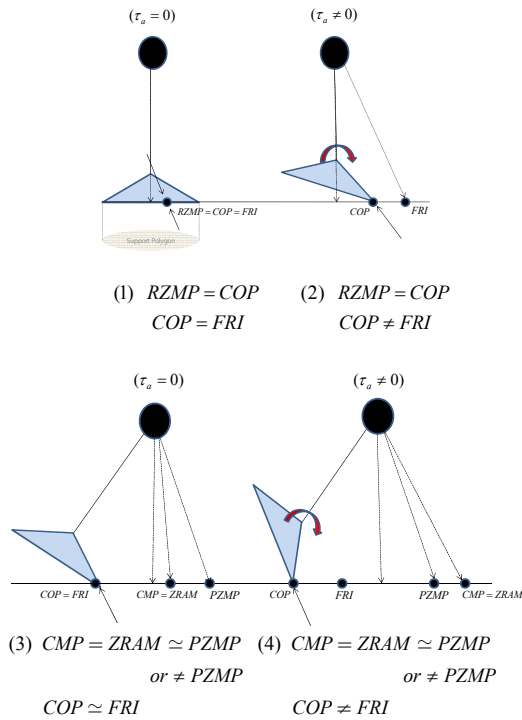 (τₐ = 0)
(τₐ ≠ 0)
RZMP = COP = FRI
COP
FRI
Support Polygon
(1) RZMP = COP
COP = FRI
(2) RZMP = COP
COP ≠ FRI
(τₐ = 0)
(τₐ ≠ 0)
COP = FRI
CMP = ZRAM
PZMP
COP
FRI
PZMP
CMP = ZRAM
(3) CMP = ZRAM ≃ PZMP
or ≠ PZMP
COP ≃ FRI
(4) CMP = ZRAM ≃ PZMP
or ≠ PZMP
COP ≠ FRI